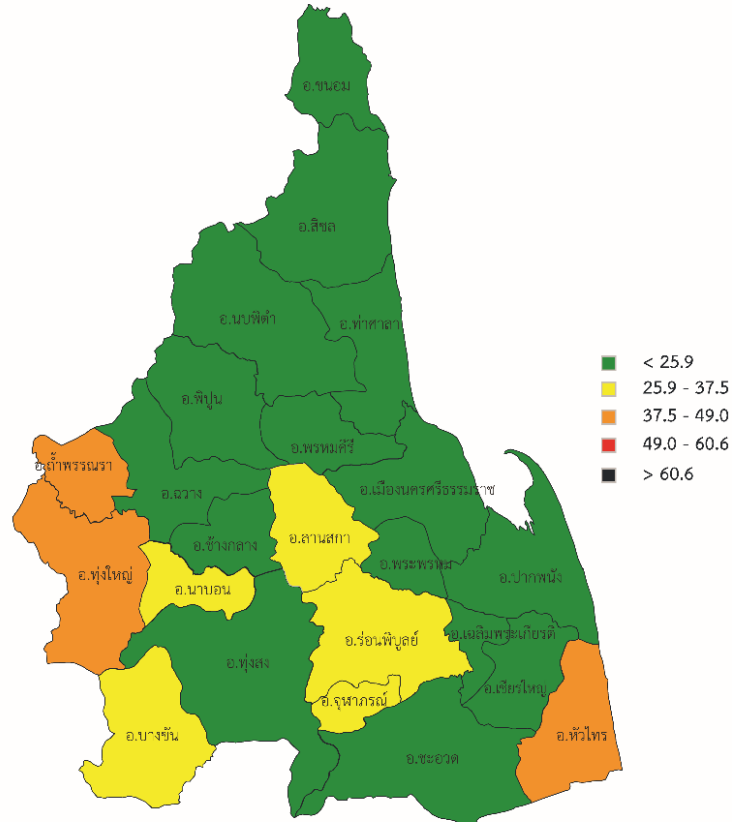 อ.ขนอม
อ.สิชล
อ.นบพิตำ
อ.ท่าศาลา
อ.พิปูน
อ.พรหมคีรี
อ.ถ้ำพรรณรา
อ.ฉวาง
อ.เมืองนครศรีธรรมราช
อ.ช้างกลาง
อ.ลานสกา
อ.พระพรหม
อ.ปากพนัง
อ.ทุ่งใหญ่
อ.นาบอน
อ.ร่อนพิบูลย์
อ.เฉลิมพระเกียรติ
อ.ทุ่งสง
อ.เชียรใหญ่
อ.จุฬาภรณ์
อ.บางขัน
อ.ชะอวด
อ.หัวไทร
< 25.9
25.9 - 37.5
37.5 - 49.0
49.0 - 60.6
> 60.6